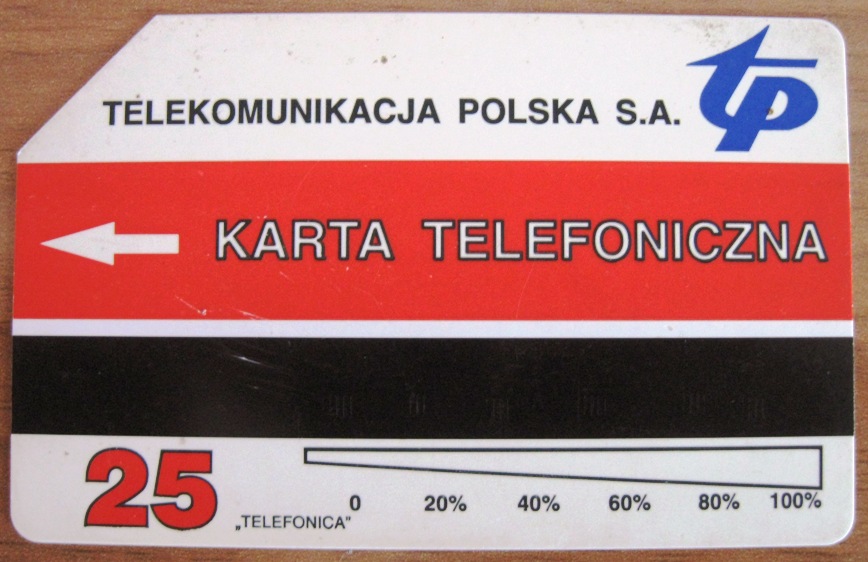 TELEKOMUNIKACJA POLSKA S.A.
tp
KARTA TELEFONICZNA
25
„TELEFONICA”
0 20% 40% 60% 80% 100%